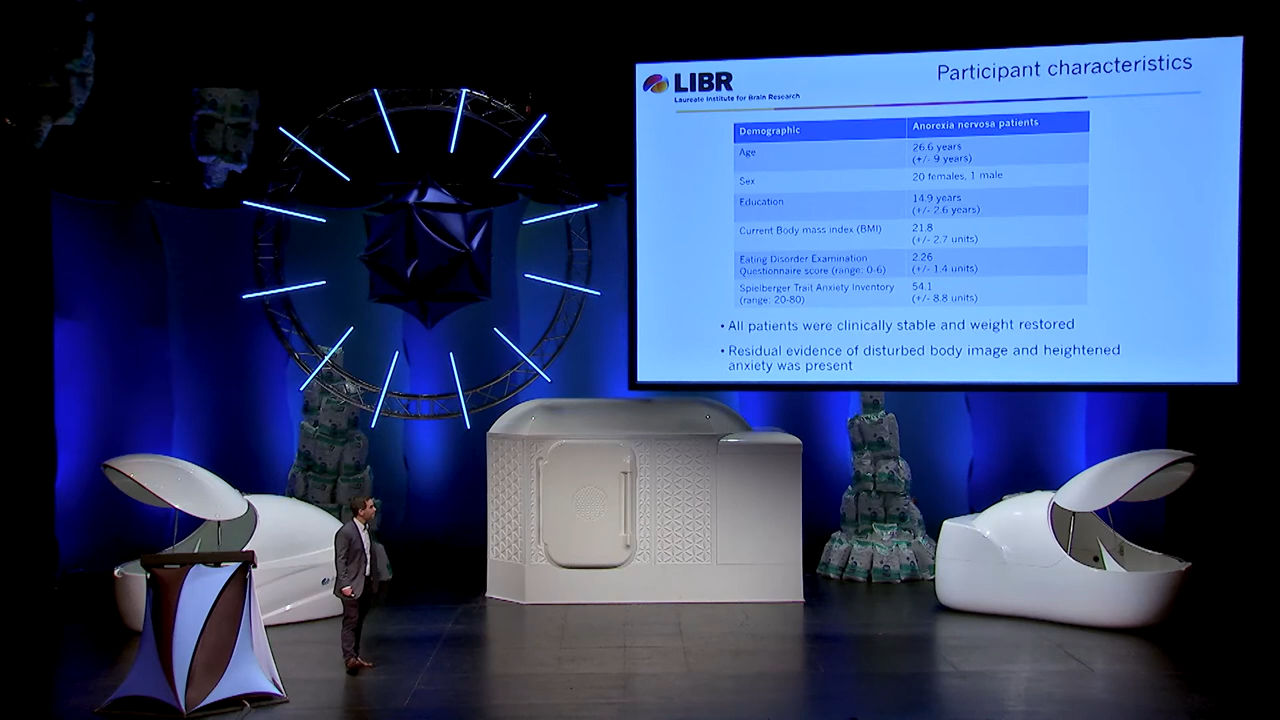 LIBR
Laureate Institute for Brain Research
Participant characteristics
Demographic Anorexia nervosa patients
Age 26.6 years
(+/- 9 years)
Sex 20 females, 1 male
Education 14.9 years
(+/- 2.6 years)
Current Body mass index (BMI) 21.8
(+/- 2.7 units)
Eating Disorder Examination 2.26
Questionnaire score (range: 0-6) (+/- 1.4 units)
Spielberger Trait Anxiety Inventory 54.1
(range: 20-80) (+/- 8.8 units)
• All patients were clinically stable and weight restored
• Residual evidence of disturbed body image and heightened
anxiety was present